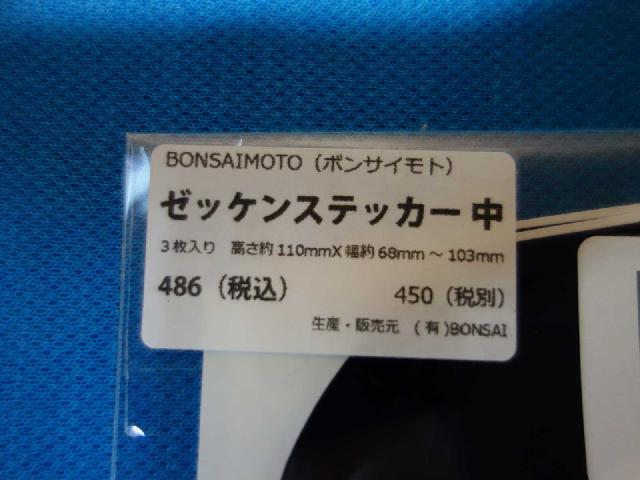 BONSAIMOTO（ボンサイモト）
ゼッケンステッカー 中
3枚入り 高さ約110mmX幅約68mm～103mm
486（税込） 450（税別）
生産・販売元 (有)BONSAI